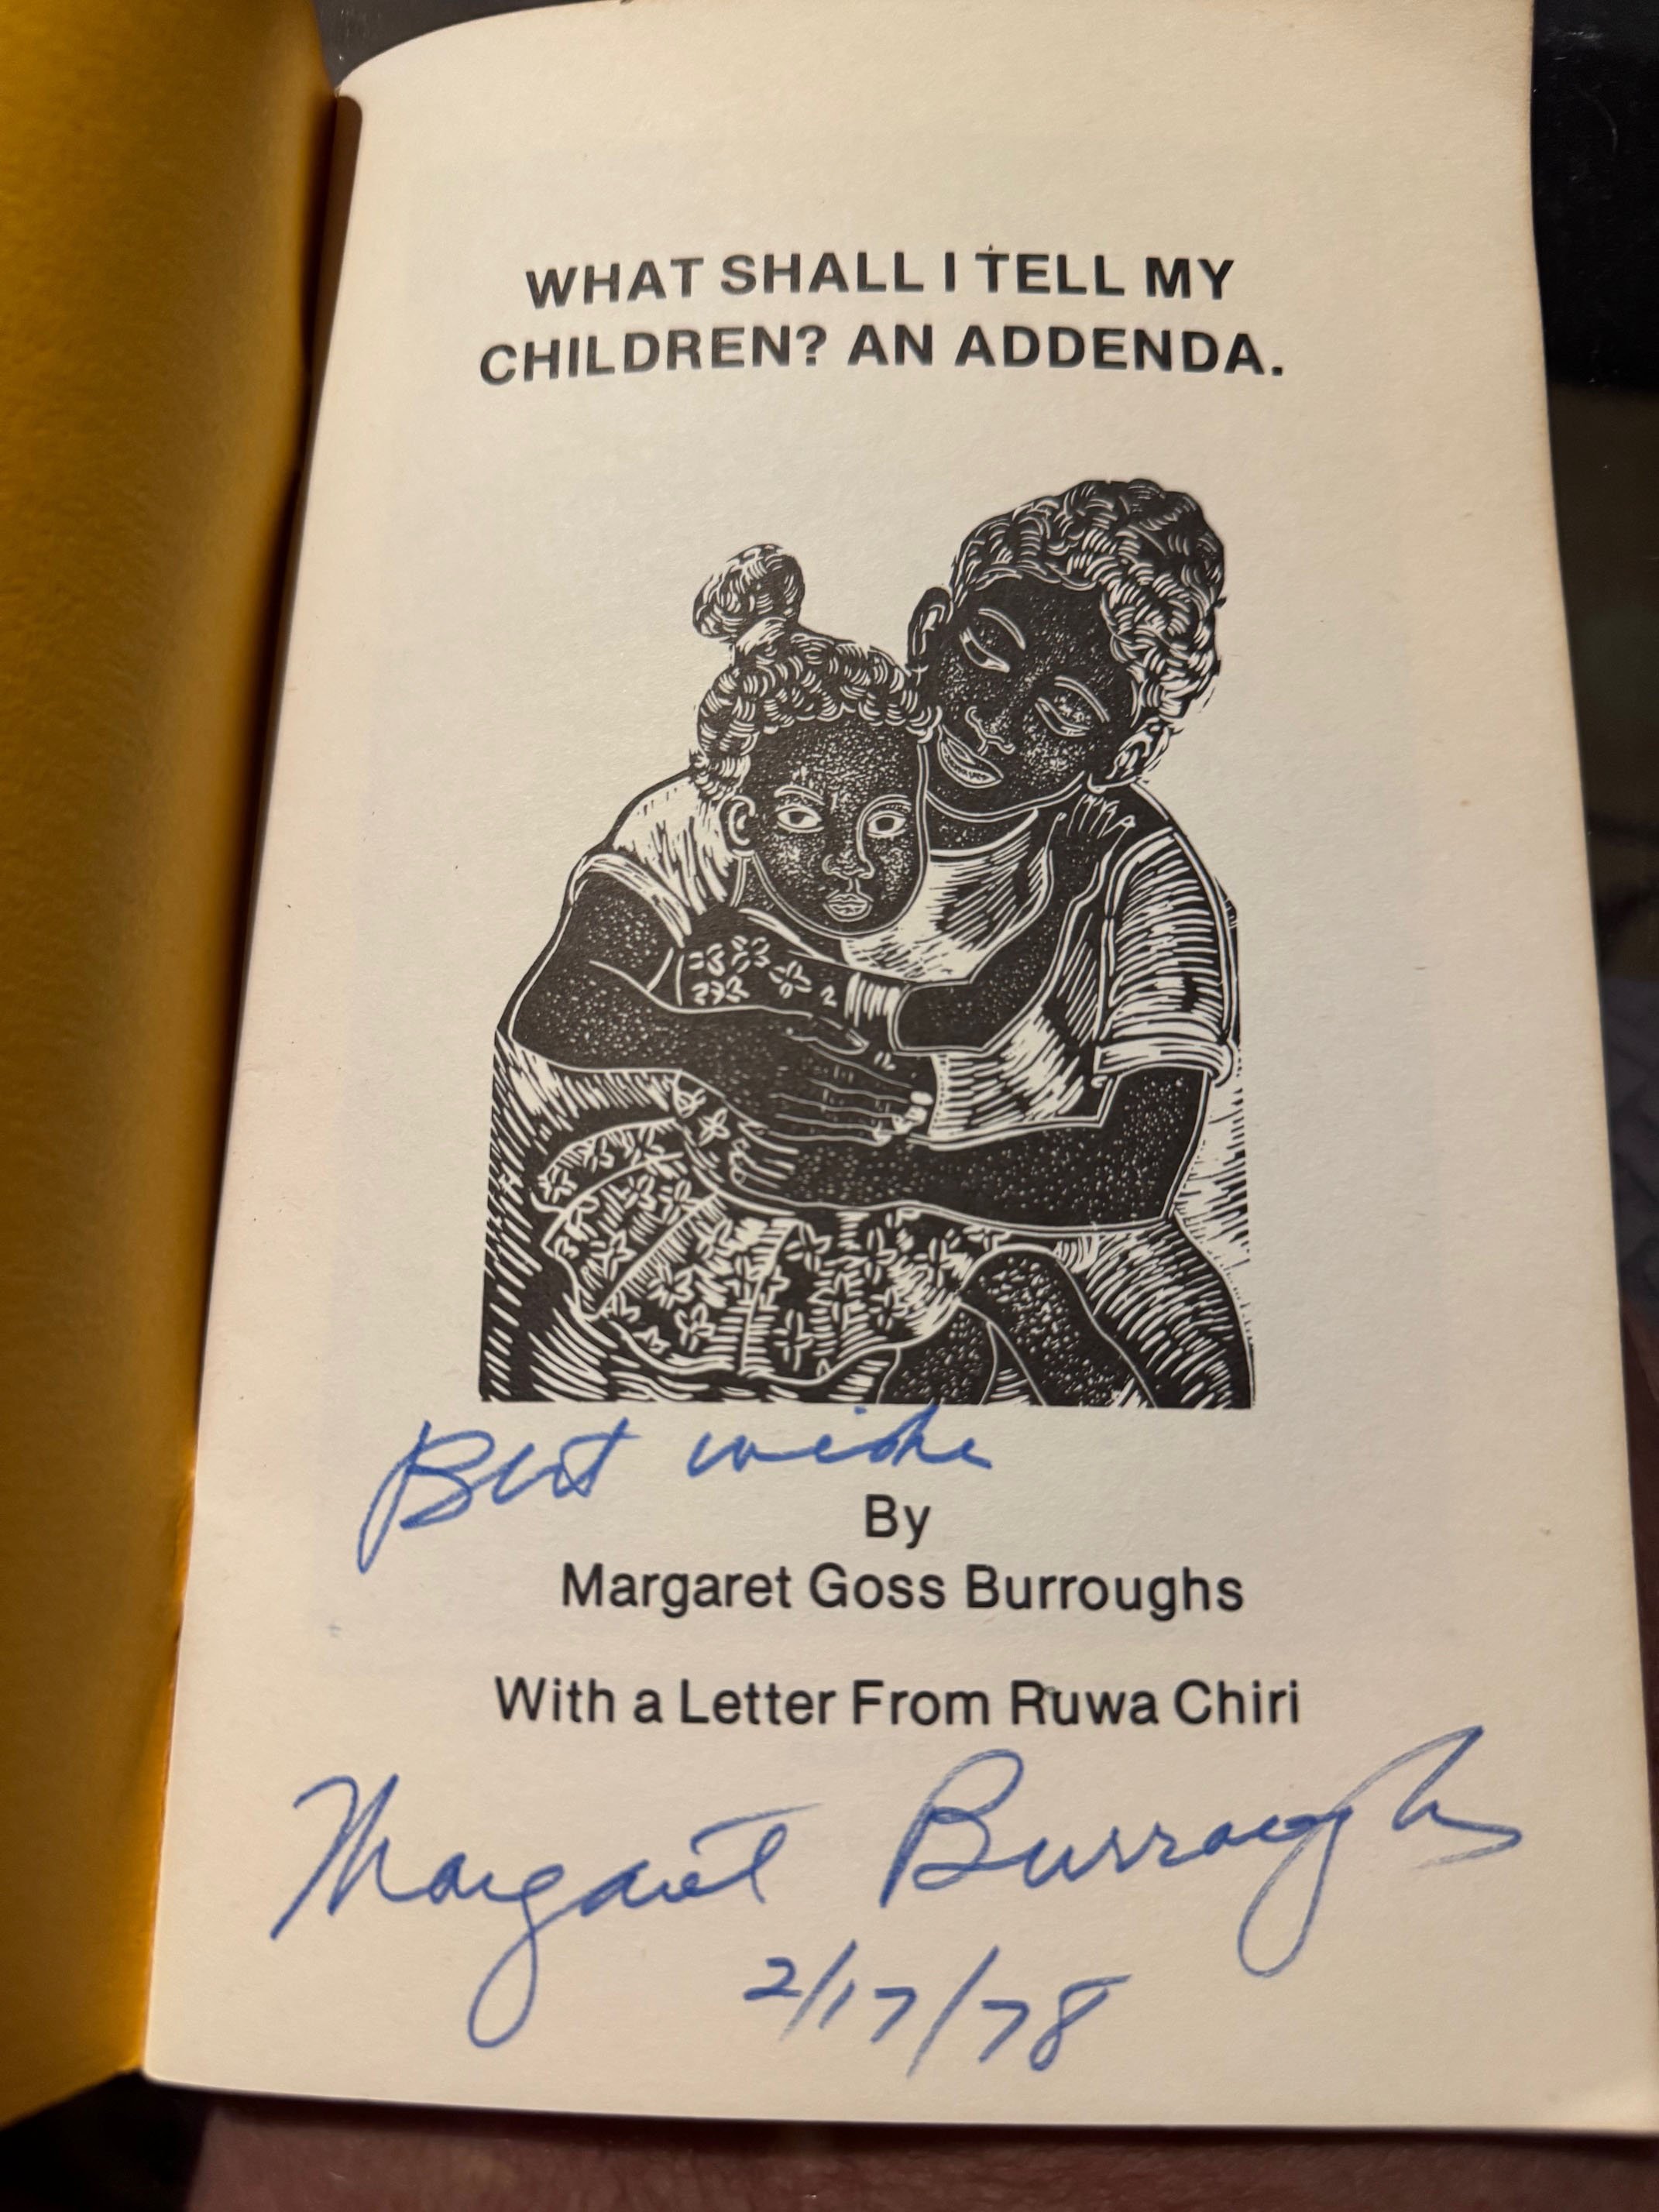 WHAT SHALL I TELL MY
CHILDREN? AN ADDENDA.
Best wishes
By
Margaret Goss Burroughs
With a Letter From Ruwa Chiri
Margaret Burroughs
2/17/78